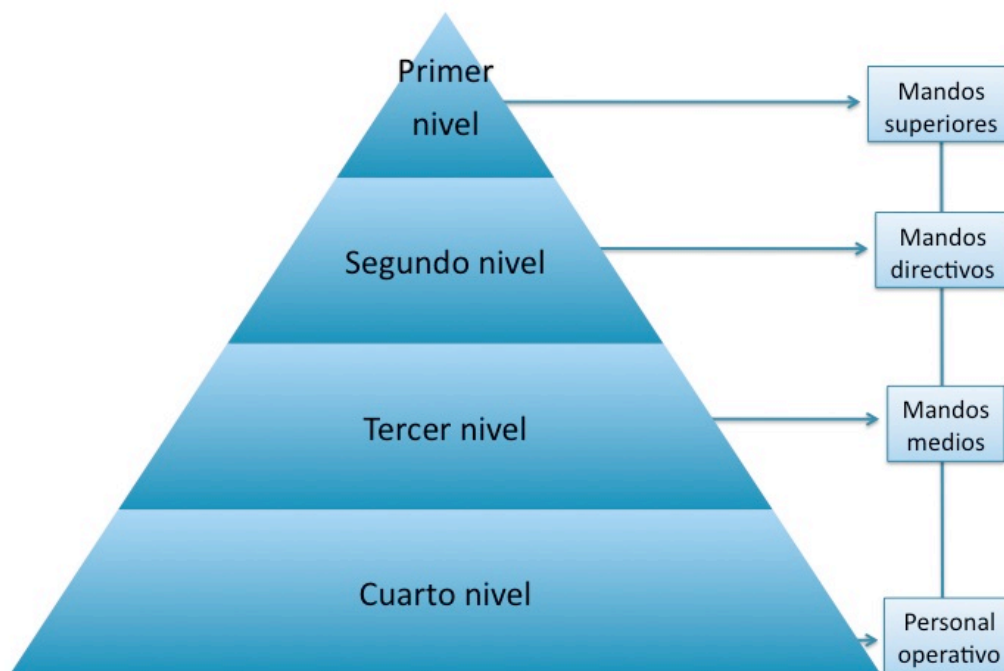 Primer
nivel
Mandos
superiores
Segundo nivel
Mandos
directivos
Tercer nivel
Mandos
medios
Cuarto nivel
Personal
operativo